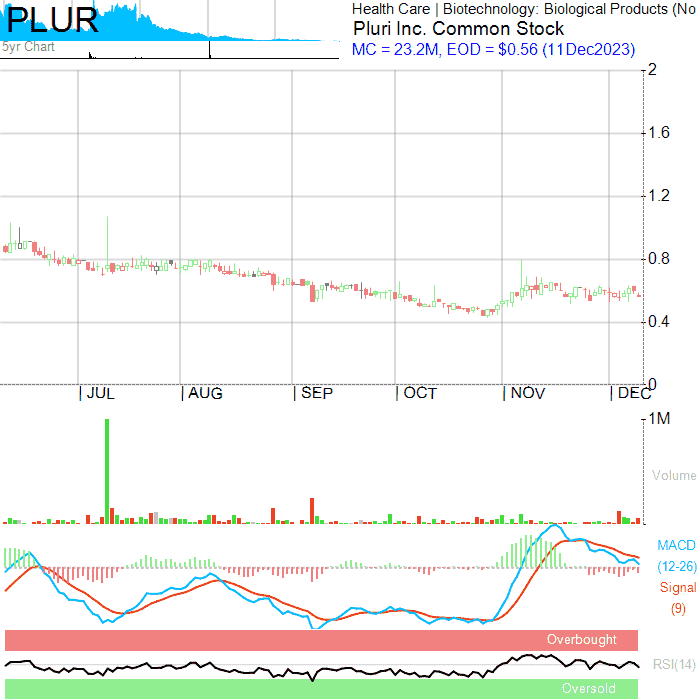 PLUR
5yr Chart
Health Care | Biotechnology: Biological Products (No
Pluri Inc. Common Stock
MC = 23.2M, EOD = $0.56 (11Dec2023)
2
1.6
1.2
0.8
0.4
0
| JUL | AUG | SEP | OCT | NOV | DEC
1M
Volume
MACD
(12-26)
Signal
(9)
Overbought
RSI(14)
Oversold